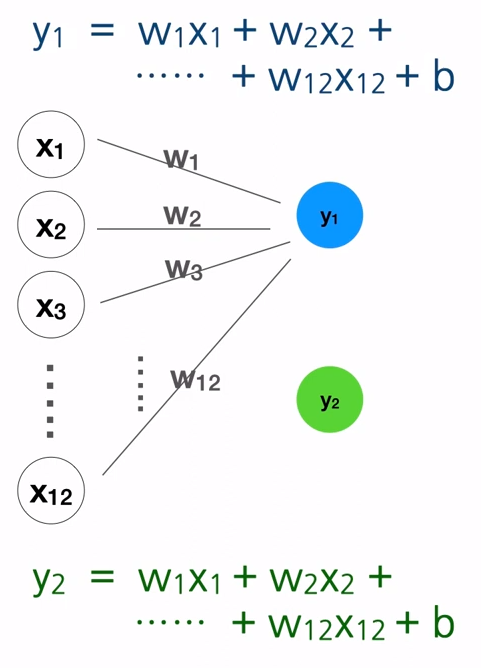 y₁ = w₁x₁ + w₂x₂ +
⋯⋯ + w₁₂x₁₂ + b
x₁
w₁
x₂
w₂
y₁
x₃
w₃
w₁₂
y₂
x₁₂
y₂ = w₁x₁ + w₂x₂ +
⋯⋯ + w₁₂x₁₂ + b